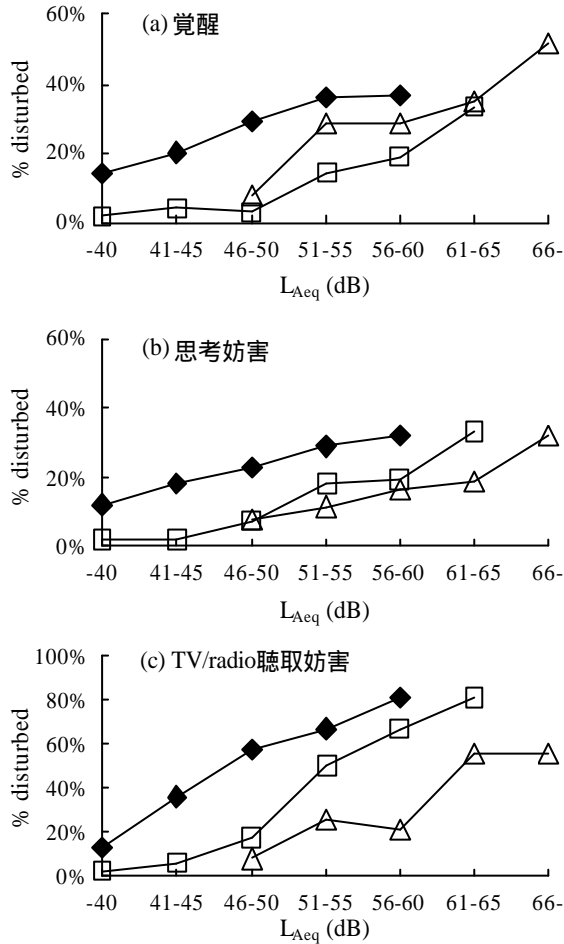 (a) 覚醒
60%
40%
20%
0%
% disturbed
-40 41-45 46-50 51-55 56-60 61-65 66-
LAeq (dB)
(b) 思考妨害
60%
40%
20%
0%
% disturbed
-40 41-45 46-50 51-55 56-60 61-65 66-
LAeq (dB)
(c) TV/radio聴取妨害
100%
80%
60%
40%
20%
0%
% disturbed
-40 41-45 46-50 51-55 56-60 61-65 66-
LAeq (dB)